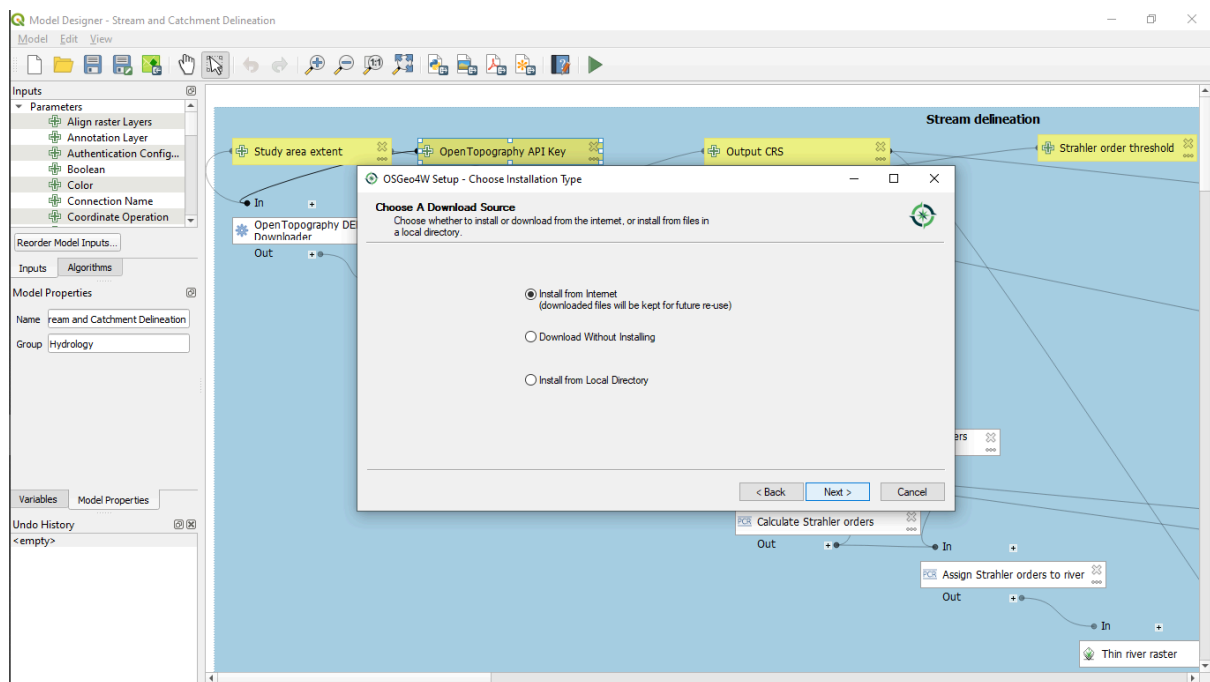 Model Designer - Stream and Catchment Delineation
Model Edit View
Inputs
Parameters
Align raster Layers
Annotation Layer
Authentication Config...
Boolean
Color
Connection Name
Coordinate Operation
Reorder Model Inputs...
Inputs Algorithms
Model Properties
Name ream and Catchment Delineation
Group Hydrology
Variables Model Properties
Undo History
<empty>
Stream delineation
Study area extent
OpenTopography API Key
Output CRS
Strahler order threshold
In
OpenTopography DE
Downloader
Out
OSGeo4W Setup - Choose Installation Type
Choose A Download Source
Choose whether to install or download from the internet, or install from files in
a local directory.
Install from Internet
(downloaded files will be kept for future re-use)
Download Without Installing
Install from Local Directory
< Back Next > Cancel
ers
PCR Calculate Strahler orders
Out
In
PCR Assign Strahler orders to river
Out
In
Thin river raster